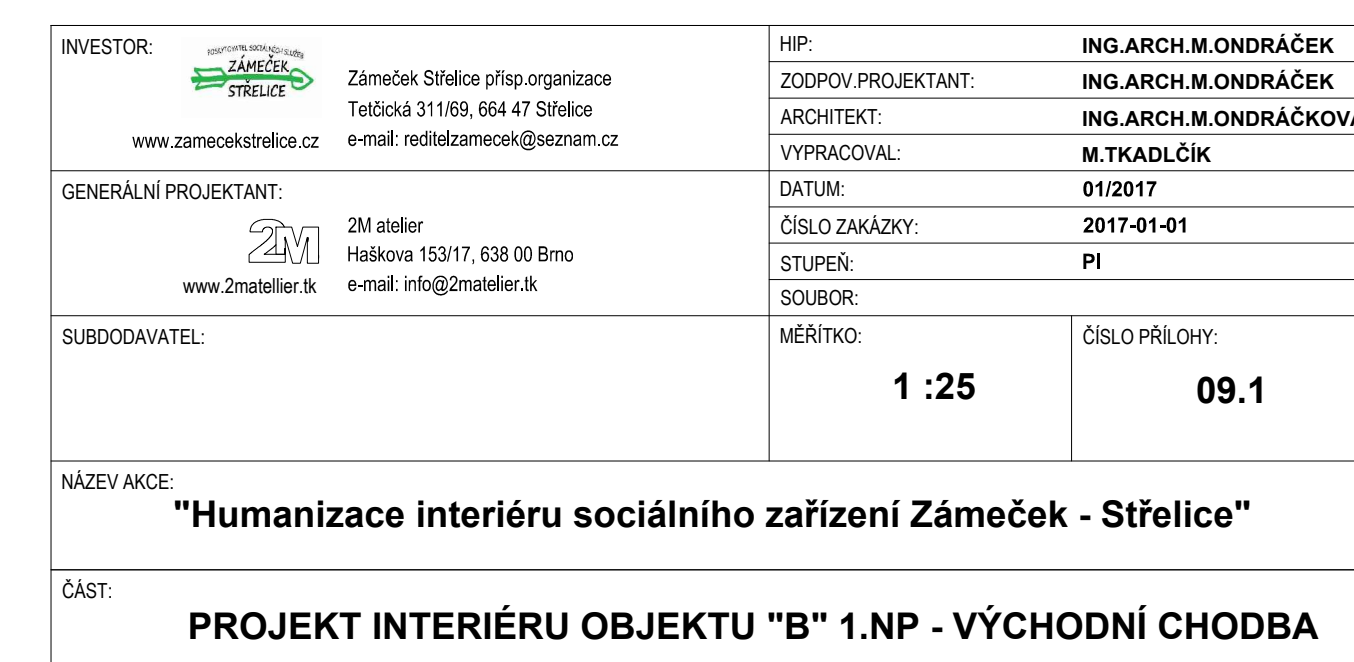 INVESTOR:
POSKYTOVATEL SOCIÁLNÍCH SLUŽEB
ZÁMEČEK
STŘELICE
www.zamecekstrelice.cz
Zámeček Střelice přísp.organizace
Tetčická 311/69, 664 47 Střelice
e-mail: reditelzamecek@seznam.cz
HIP: ING.ARCH.M.ONDRÁČEK
ZODPOV.PROJEKTANT: ING.ARCH.M.ONDRÁČEK
ARCHITEKT: ING.ARCH.M.ONDRÁČKOVÁ
VYPRACOVAL: M.TKADLČÍK
GENERÁLNÍ PROJEKTANT:
2M
www.2matellier.tk
2M atelier
Haškova 153/17, 638 00 Brno
e-mail: info@2matelier.tk
DATUM: 01/2017
ČÍSLO ZAKÁZKY: 2017-01-01
STUPEŇ: PI
SOUBOR:
SUBDODAVATEL:
MĚŘÍTKO:
1 :25
ČÍSLO PŘÍLOHY:
09.1
NÁZEV AKCE:
"Humanizace interiéru sociálního zařízení Zámeček - Střelice"
ČÁST:
PROJEKT INTERIÉRU OBJEKTU "B" 1.NP - VÝCHODNÍ CHODBA